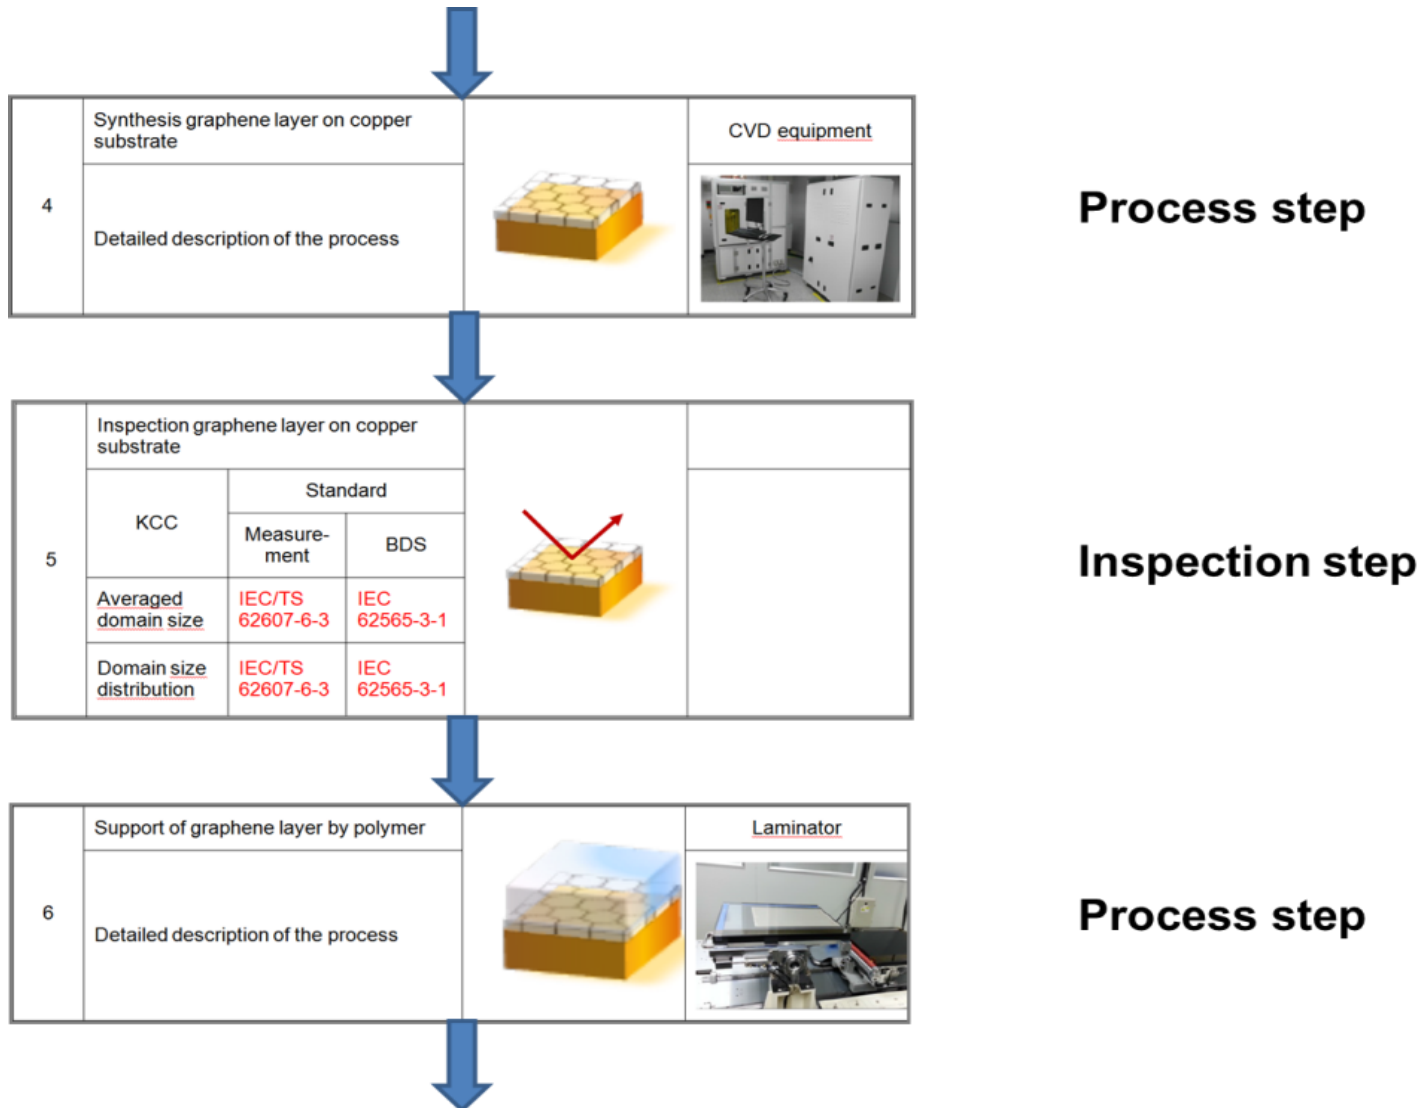 4
Synthesis graphene layer on copper
substrate
CVD equipment
Detailed description of the process
Process step
5
Inspection graphene layer on copper
substrate
KCC
Standard
Measure-
ment
BDS
Averaged
domain size
IEC/TS
62607-6-3
IEC
62565-3-1
Domain size
distribution
IEC/TS
62607-6-3
IEC
62565-3-1
Inspection step
6
Support of graphene layer by polymer
Laminator
Detailed description of the process
Process step